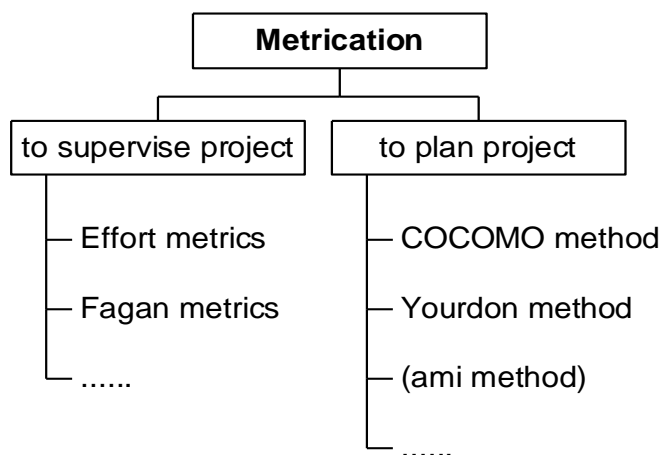 Metrication
to supervise project
to plan project
Effort metrics
COCOMO method
Fagan metrics
Yourdon method
......
(ami method)
......